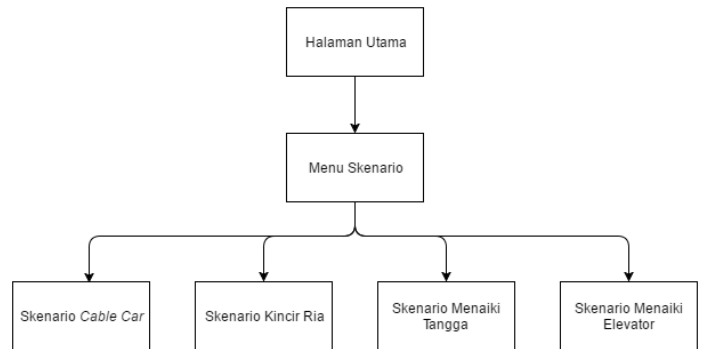 Halaman Utama
Menu Skenario
Skenario Cable Car
Skenario Kincir Ria
Skenario Menaiki
Tangga
Skenario Menaiki
Elevator